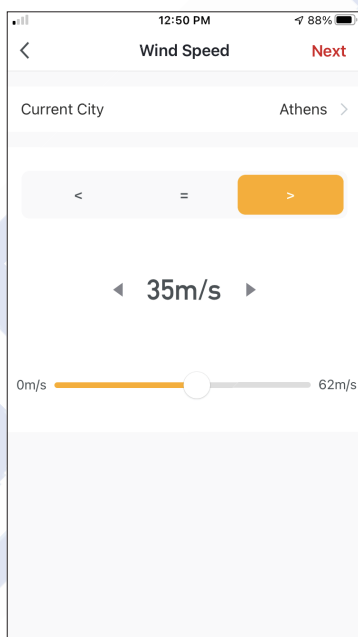 12:50 PM 88%
Wind Speed Next
Current City Athens
< = >
35m/s
0m/s 62m/s